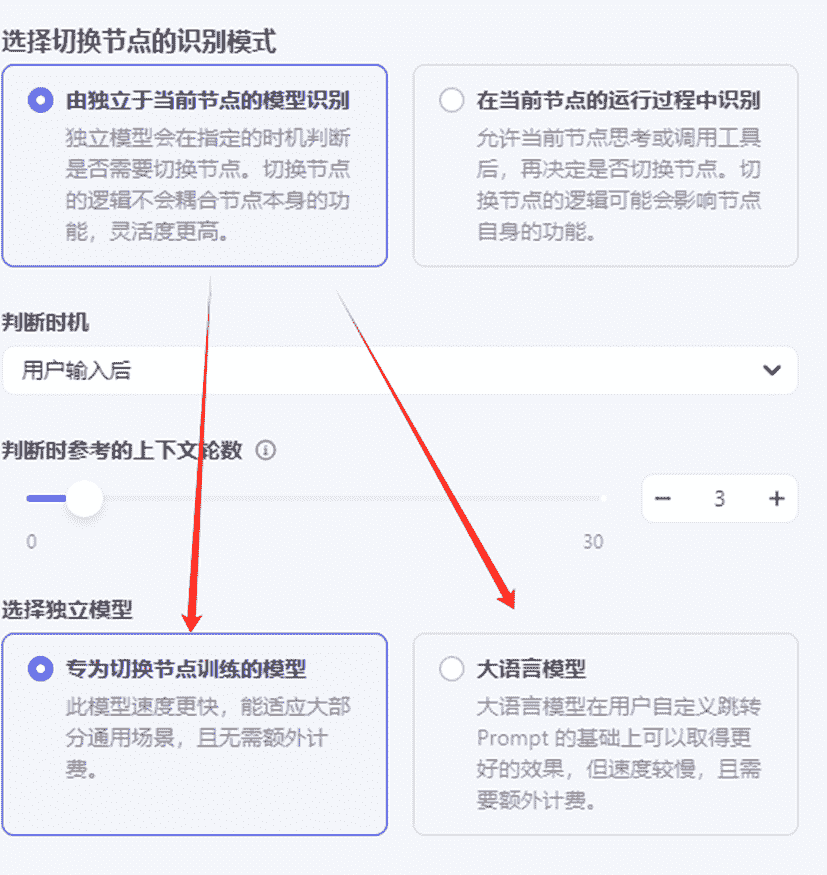 选择切换节点的识别模式
由独立于当前节点的模型识别
独立模型会在指定的时机判断
是否需要切换节点。切换节点
的逻辑不会耦合节点本身的功
能，灵活度更高。
在当前节点的运行过程中识别
允许当前节点思考或调用工具
后，再决定是否切换节点。切
换节点的逻辑可能会影响节点
自身的功能。
判断时机
用户输入后
判断时参考的上下文轮数
3
0
30
选择独立模型
专为切换节点训练的模型
此模型速度更快，能适应大部
分通用场景，且无需额外计
费。
大语言模型
大语言模型在用户自定义跳转
Prompt 的基础上可以取得更
好的效果，但速度较慢，且需
要额外计费。